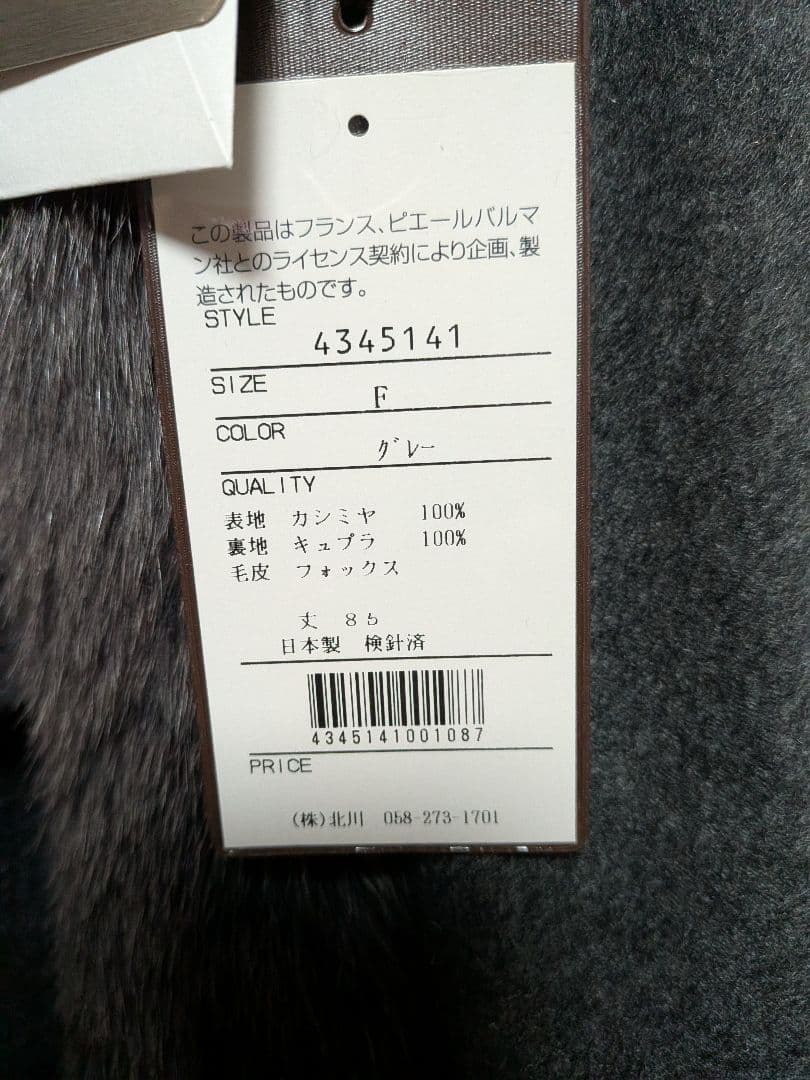 この製品はフランス、ピエールバルマ
ン社とのライセンス契約により企画、製
造されたものです。
STYLE
4345141
SIZE
F
COLOR
グレー
QUALITY
表地 カシミヤ 100%
裏地 キュプラ 100%
毛皮 フォックス
丈 85
日本製 検針済
4345141001087
PRICE
(株)北川 058-273-1701